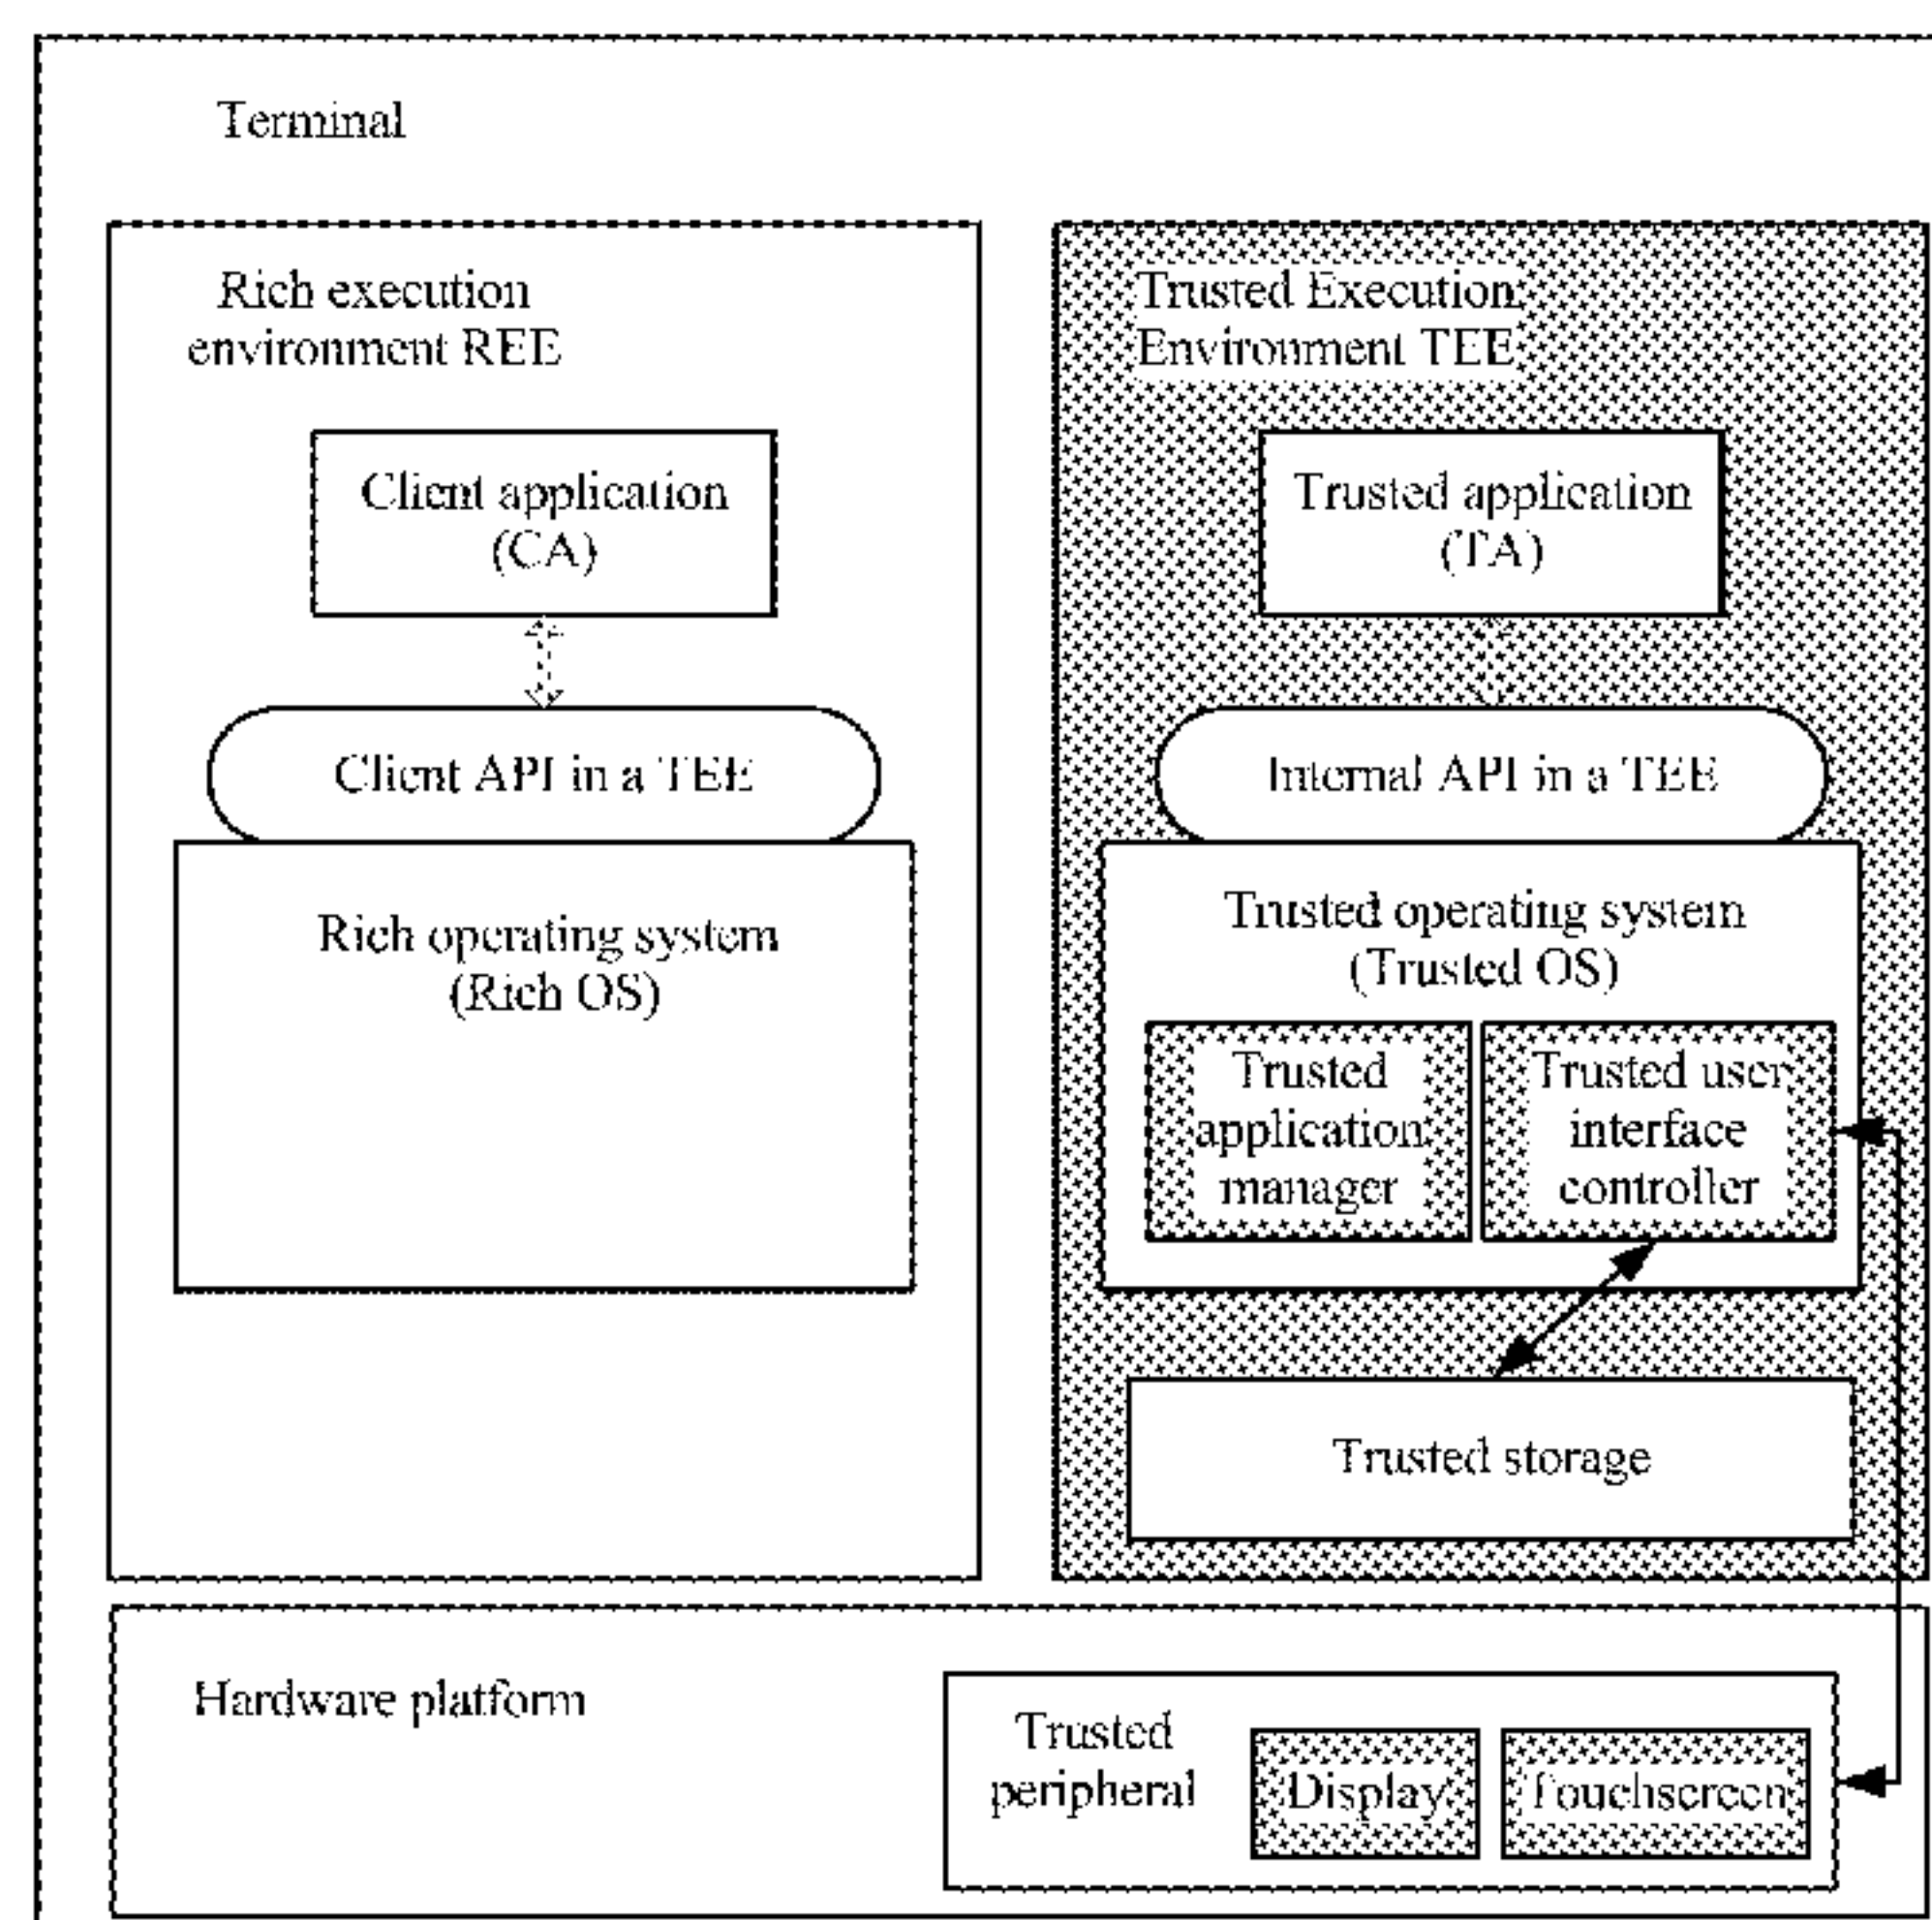 Terminal
Rich execution
environment REE
Client application
(CA)
Client API in a TEE
Rich operating system
(Rich OS)
Trusted Execution
Environment TEE
Trusted application
(TA)
Internal API in a TEE
Trusted operating system
(Trusted OS)
Trusted
application
manager
Trusted user
interface
controller
Trusted storage
Hardware platform
Trusted
peripheral
Display
Touchscreen